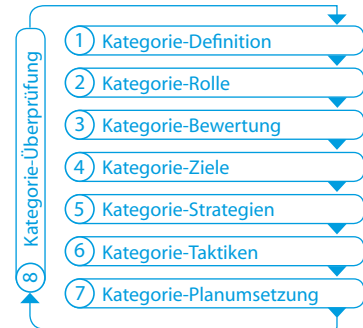 1 Kategorie-Definition
2 Kategorie-Rolle
3 Kategorie-Bewertung
4 Kategorie-Ziele
5 Kategorie-Strategien
6 Kategorie-Taktiken
7 Kategorie-Planumsetzung
8 Kategorie-Überprüfung